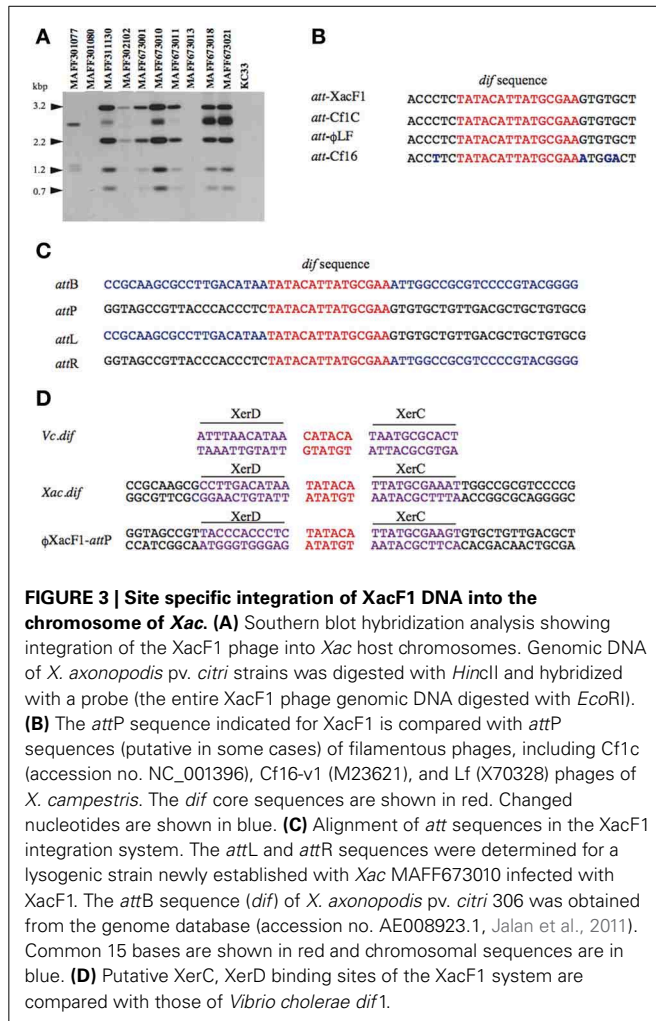 A
MAFF301077
MAFF301080
MAFF311130
MAFF302102
MAFF673001
MAFF673010
MAFF673011
MAFF673013
MAFF673018
MAFF673021
KC33
kbp
3.2
2.2
1.2
0.7
B
dif sequence
att-XacF1 ACCCTCTATACATTATGCGAAGTGTGCT
att-Cf1C ACCCTCTATACATTATGCGAAGTGTGCT
att-ϕLF ACCCTCTATACATTATGCGAAGTGTGCT
att-Cf16 ACCTTCTATACATTATGCGAAATGGACT
C
dif sequence
attB CCGCAAGCGCCTTGACATAATATACATTATGCGAAATTGGCCGCGTCCCCGTACGGGG
attP GGTAGCCGTTACCCACCCTCTATACATTATGCGAAGTGTGCTGTTGACGCTGCTGTGCG
attL CCGCAAGCGCCTTGACATAATATACATTATGCGAAGTGTGCTGTTGACGCTGCTGTGCG
attR GGTAGCCGTTACCCACCCTCTATACATTATGCGAAATTGGCCGCGTCCCCGTACGGGG
D
XerD XerC
Vc.dif ATTTAACATAA CATACA TAATGCGCACT
TAAATTGTATT GTATGT ATTACGCGTGA
XerD XerC
Xac.dif CCGCAAGCGCCTTGACATAA TATACA TTATGCGAAATTGGCCGCGTCCCCG
GGCGTTCGCGGAACTGTATT ATATGT AATACGCTTTAACCGGCGCAGGGGC
XerD XerC
ϕXacF1-attP GGTAGCCGTTACCCACCCTC TATACA TTATGCGAAGTGTGCTGTTGACGCT
CCATCGGCAATGGGTGGGAG ATATGT AATACGCTTCACACGACAACTGCGA
FIGURE 3 | Site specific integration of XacF1 DNA into the
chromosome of Xac. (A) Southern blot hybridization analysis showing
integration of the XacF1 phage into Xac host chromosomes. Genomic DNA
of X. axonopodis pv. citri strains was digested with HincII and hybridized
with a probe (the entire XacF1 phage genomic DNA digested with EcoRI).
(B) The attP sequence indicated for XacF1 is compared with attP
sequences (putative in some cases) of filamentous phages, including Cf1c
(accession no. NC_001396), Cf16-v1 (M23621), and Lf (X70328) phages of
X. campestris. The dif core sequences are shown in red. Changed
nucleotides are shown in blue. (C) Alignment of att sequences in the XacF1
integration system. The attL and attR sequences were determined for a
lysogenic strain newly established with Xac MAFF673010 infected with
XacF1. The attB sequence (dif) of X. axonopodis pv. citri 306 was obtained
from the genome database (accession no. AE008923.1, Jalan et al., 2011).
Common 15 bases are shown in red and chromosomal sequences are in
blue. (D) Putative XerC, XerD binding sites of the XacF1 system are
compared with those of Vibrio cholerae dif1.